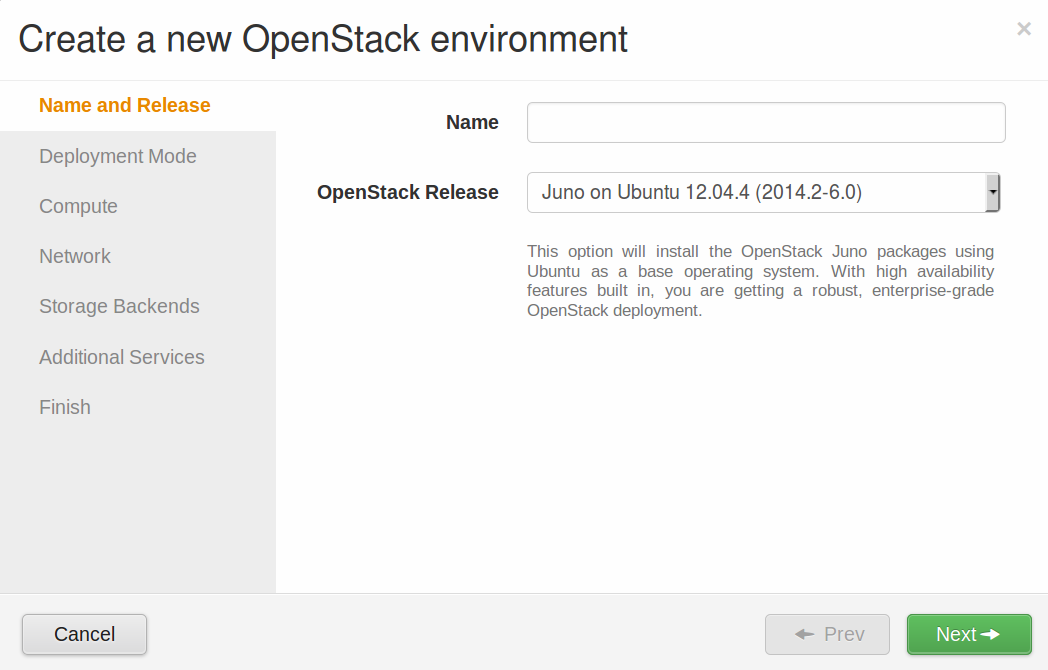 Create a new OpenStack environment
×
Name and Release
Deployment Mode
Compute
Network
Storage Backends
Additional Services
Finish
Name
OpenStack Release
Juno on Ubuntu 12.04.4 (2014.2-6.0)
This option will install the OpenStack Juno packages using
Ubuntu as a base operating system. With high availability
features built in, you are getting a robust, enterprise-grade
OpenStack deployment.
Cancel
Prev
Next